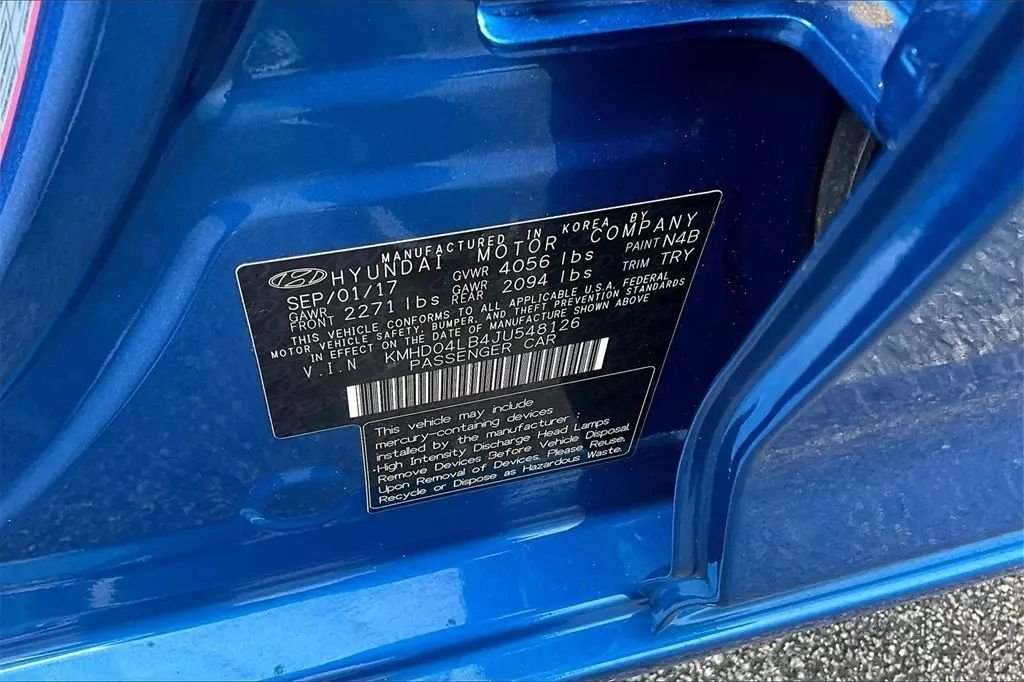 MANUFACTURED IN KOREA BY
HYUNDAI MOTOR COMPANY
SEP/01/17 GVWR 4056 lbs PAINT N4B
GAWR FRONT 2271 lbs GAWR REAR 2094 lbs TRIM TRY
THIS VEHICLE CONFORMS TO ALL APPLICABLE U.S.A. FEDERAL
MOTOR VEHICLE SAFETY, BUMPER, AND THEFT PREVENTION STANDARDS
IN EFFECT ON THE DATE OF MANUFACTURE SHOWN ABOVE
V.I.N KMHD04LB4JU548126
PASSENGER CAR
This vehicle may include
mercury-containing devices
installed by the manufacturer :
-High Intensity Discharge Head Lamps
Remove Devices Before Vehicle Disposal
Upon Removal of Devices, Please Reuse,
Recycle or Dispose as Hazardous Waste.